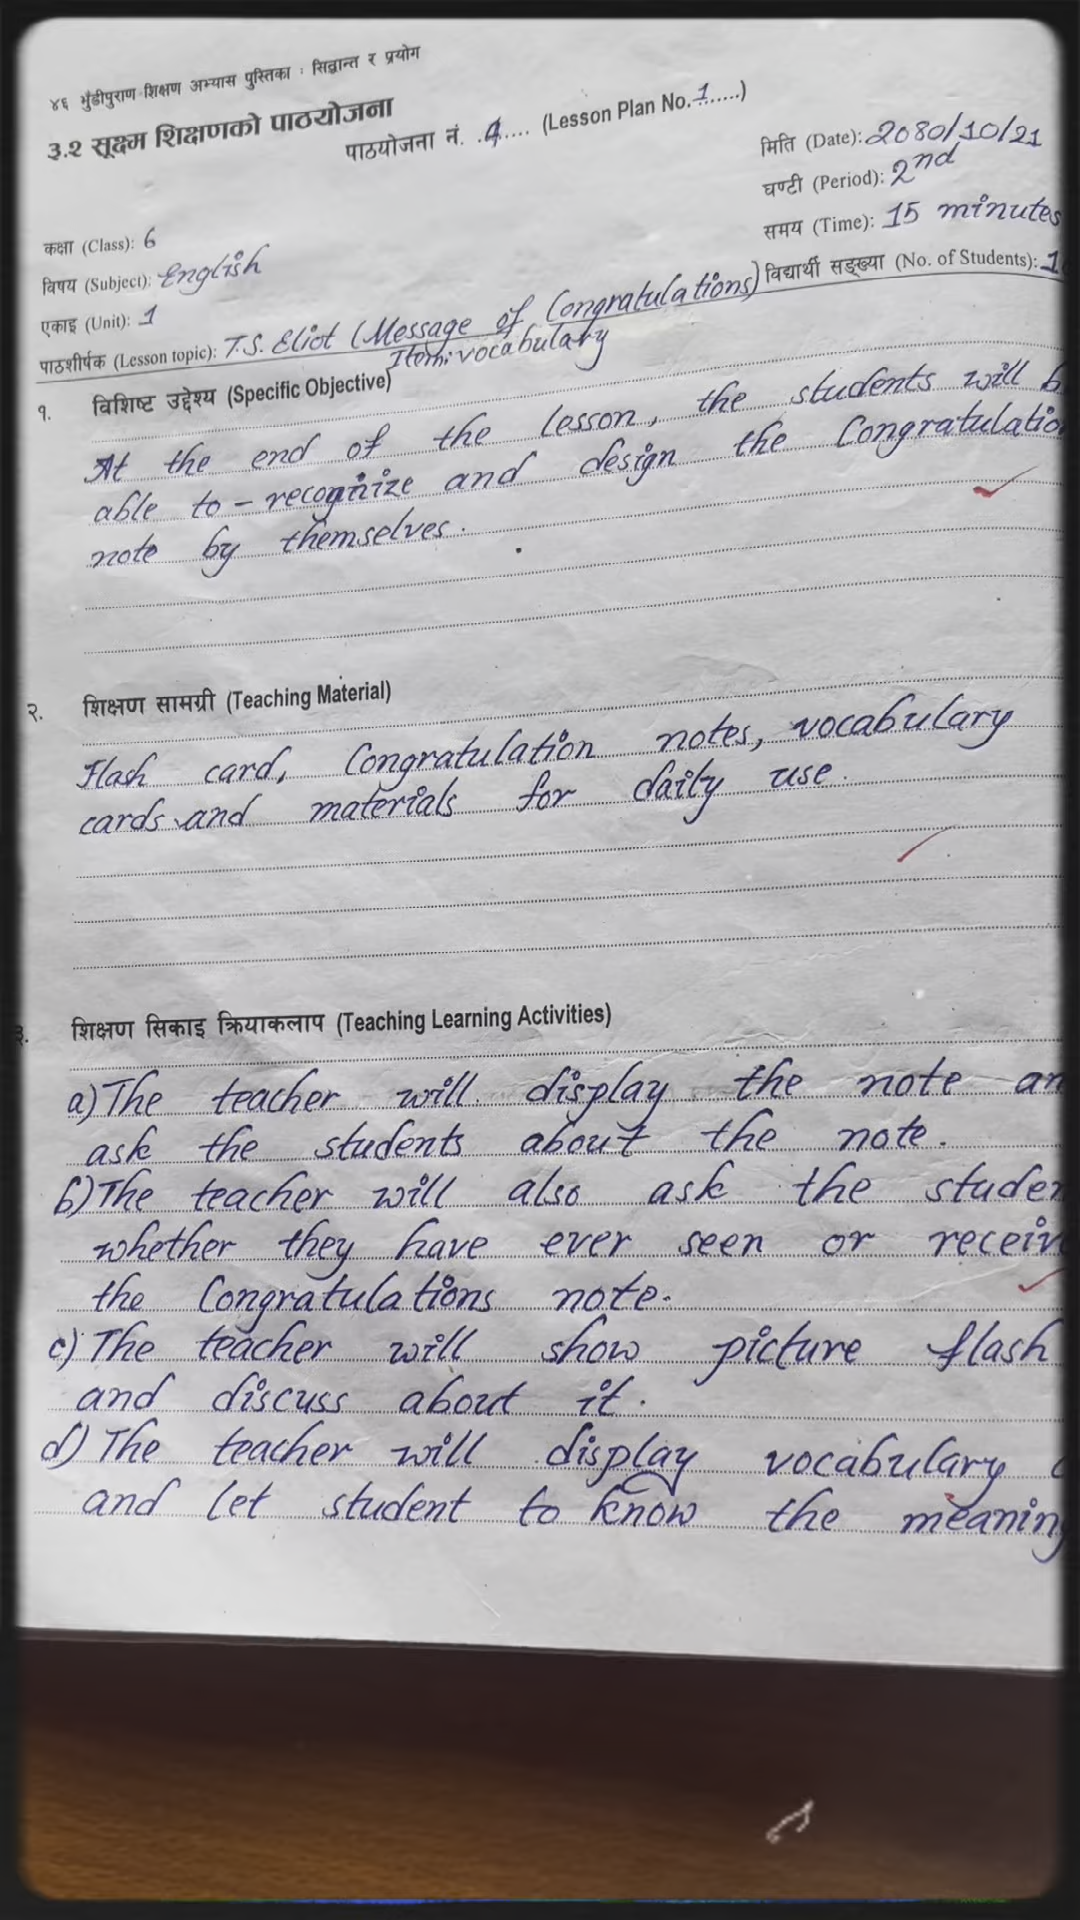 ४६ भुँडीपुराण शिक्षण अभ्यास पुस्तिका : सिद्धान्त र प्रयोग
३.२ सूक्ष्म शिक्षणको पाठयोजना
पाठयोजना नं. .1..... (Lesson Plan No.1......)
मिति (Date): 2080/10/21
घण्टी (Period): 2nd
समय (Time): 15 minutes
कक्षा (Class): 6
विषय (Subject): English
एकाइ (Unit): 1
विद्यार्थी सङ्ख्या (No. of Students):
पाठशीर्षक (Lesson topic): T.S. Eliot (Message of Congratulations)
Item: vocabulary
१. विशिष्ट उद्देश्य (Specific Objective)
At the end of the lesson, the students will b
able to - recognize and design the Congratulatio
note by themselves.
२. शिक्षण सामग्री (Teaching Material)
Flash card, Congratulation notes, vocabulary
cards and materials for daily use.
३. शिक्षण सिकाइ क्रियाकलाप (Teaching Learning Activities)
a) The teacher will display the note an
ask the students about the note.
b) The teacher will also ask the studen
whether they have ever seen or receiv
the Congratulations note.
c) The teacher will show picture flash
and discuss about it.
d) The teacher will display vocabulary c
and let student to know the meaning